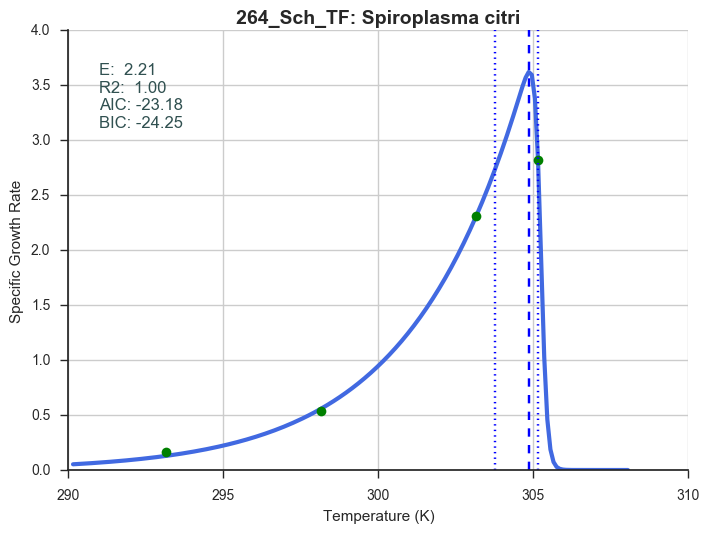 264_Sch_TF: Spiroplasma citri
E:  2.21
R2:  1.00
AIC: -23.18
BIC: -24.25
Specific Growth Rate
4.0
3.5
3.0
2.5
2.0
1.5
1.0
0.5
0.0
290
295
300
305
310
Temperature (K)